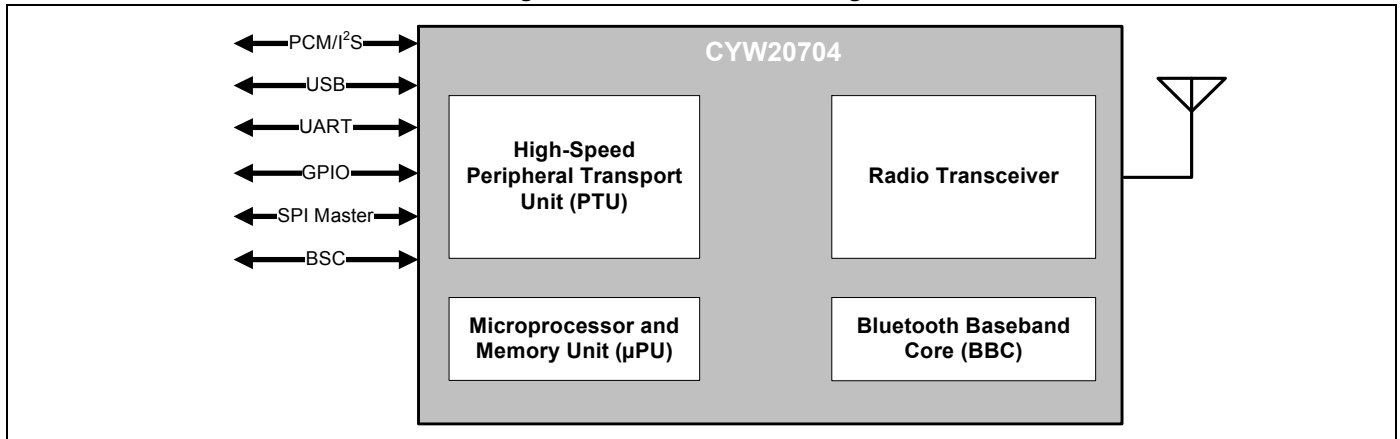 PCM/I²S
USB
UART
GPIO
SPI Master
BSC
CYW20704
High-Speed
Peripheral Transport
Unit (PTU)
Radio Transceiver
Microprocessor and
Memory Unit (µPU)
Bluetooth Baseband
Core (BBC)